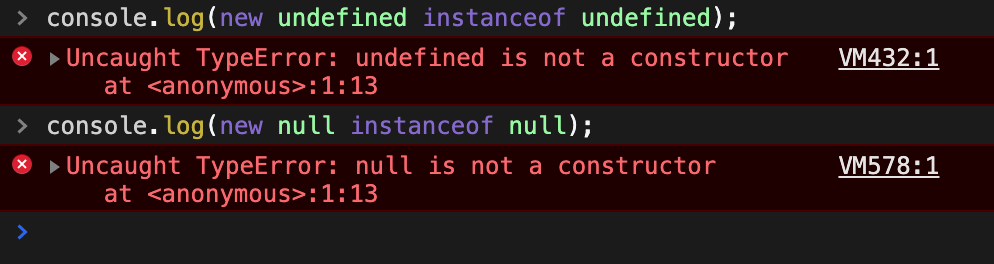 > console.log(new undefined instanceof undefined);
Uncaught TypeError: undefined is not a constructor VM432:1
at <anonymous>:1:13
> console.log(new null instanceof null);
Uncaught TypeError: null is not a constructor VM578:1
at <anonymous>:1:13
>